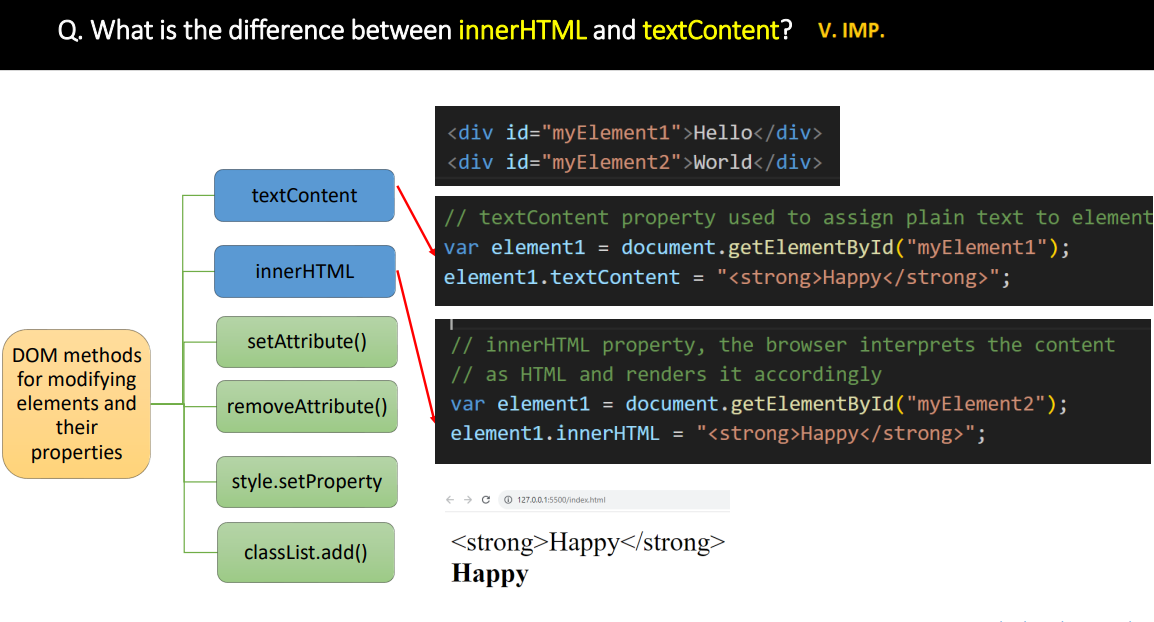 Q. What is the difference between innerHTML and textContent? V. IMP.
<div id="myElement1">Hello</div>
<div id="myElement2">World</div>
textContent
innerHTML
setAttribute()
removeAttribute()
style.setProperty
classList.add()
DOM methods
for modifying
elements and
their
properties
// textContent property used to assign plain text to element
var element1 = document.getElementById("myElement1");
element1.textContent = "<strong>Happy</strong>";
// innerHTML property, the browser interprets the content
// as HTML and renders it accordingly
var element1 = document.getElementById("myElement2");
element1.innerHTML = "<strong>Happy</strong>";
127.0.0.1:5500/index.html
<strong>Happy</strong>
Happy